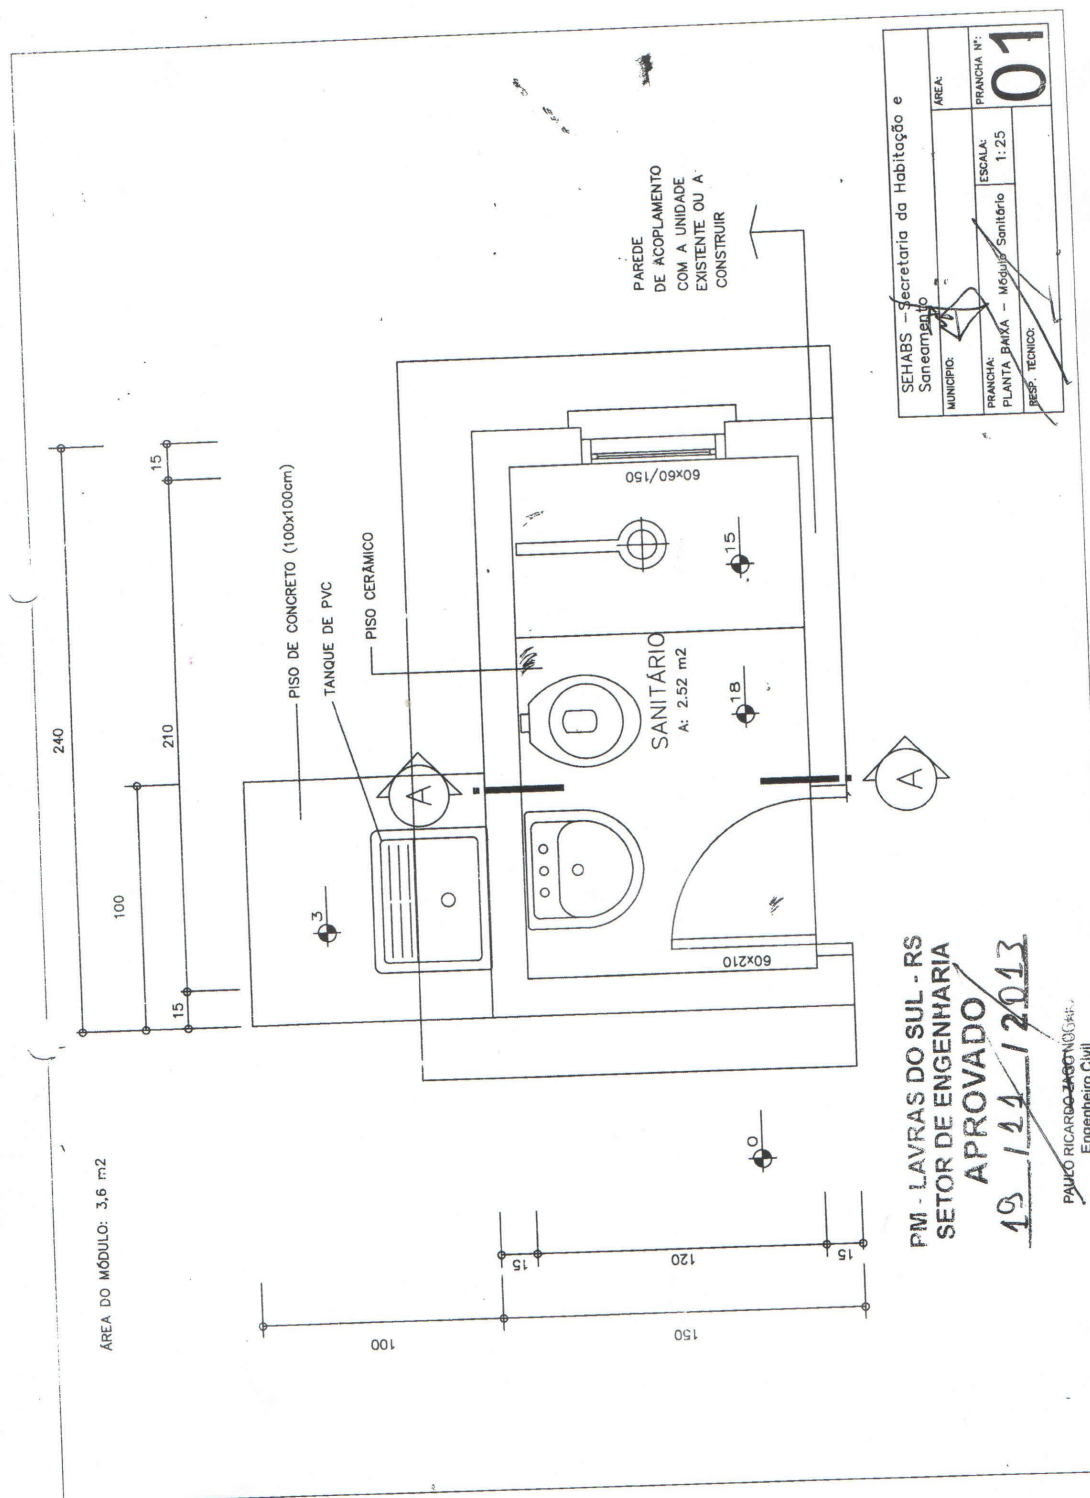 ÁREA DO MÓDULO: 3,6 m2
240
15
210
15
100
PISO DE CONCRETO (100x100cm)
TANQUE DE PVC
PISO CERÂMICO
3
A
60x60/150
15
SANITÁRIO
A: 2.52 m2
18
60x210
A
0
100
150
15
120
15
PAREDE
DE ACOPLAMENTO
COM A UNIDADE
EXISTENTE OU A
CONSTRUIR
PM - LAVRAS DO SUL - RS
SETOR DE ENGENHARIA
APROVADO
19 / 11 / 2013
PAULO RICARDO
Engenheiro Civil
SEHABS - Secretaria da Habitação e
Saneamento
MUNICÍPIO:
ÁREA:
PRANCHA:
PLANTA BAIXA - Módulo Sanitário
ESCALA:
1:25
PRANCHA Nº:
01
RESP. TÉCNICO: